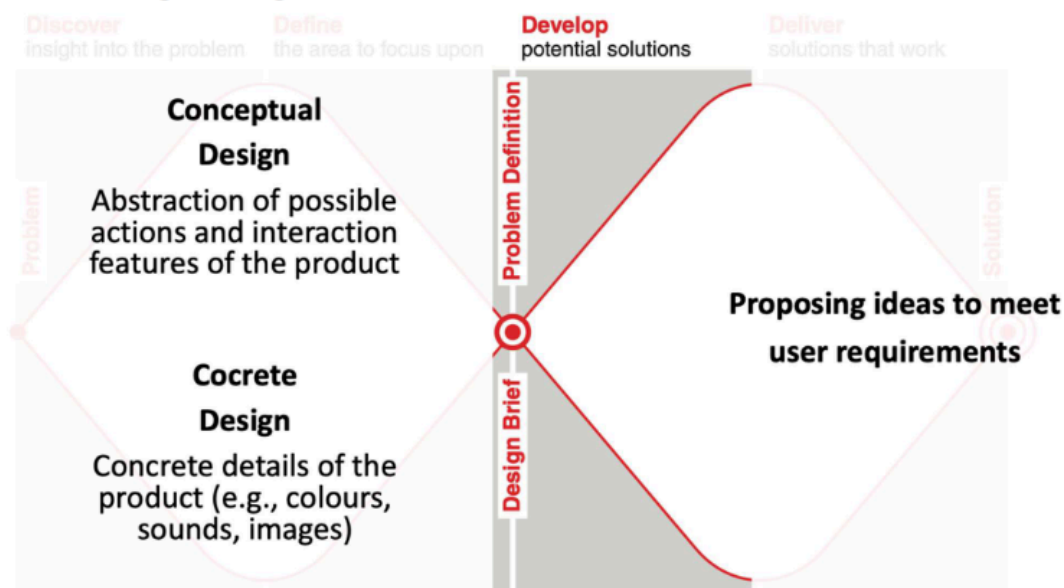 Discover
insight into the problem
Define
the area to focus upon
Develop
potential solutions
Deliver
solutions that work
Conceptual
Design
Abstraction of possible
actions and interaction
features of the product
Problem
Problem Definition
Solution
Proposing ideas to meet
user requirements
Cocrete
Design
Concrete details of the
product (e.g., colours,
sounds, images)
Design Brief